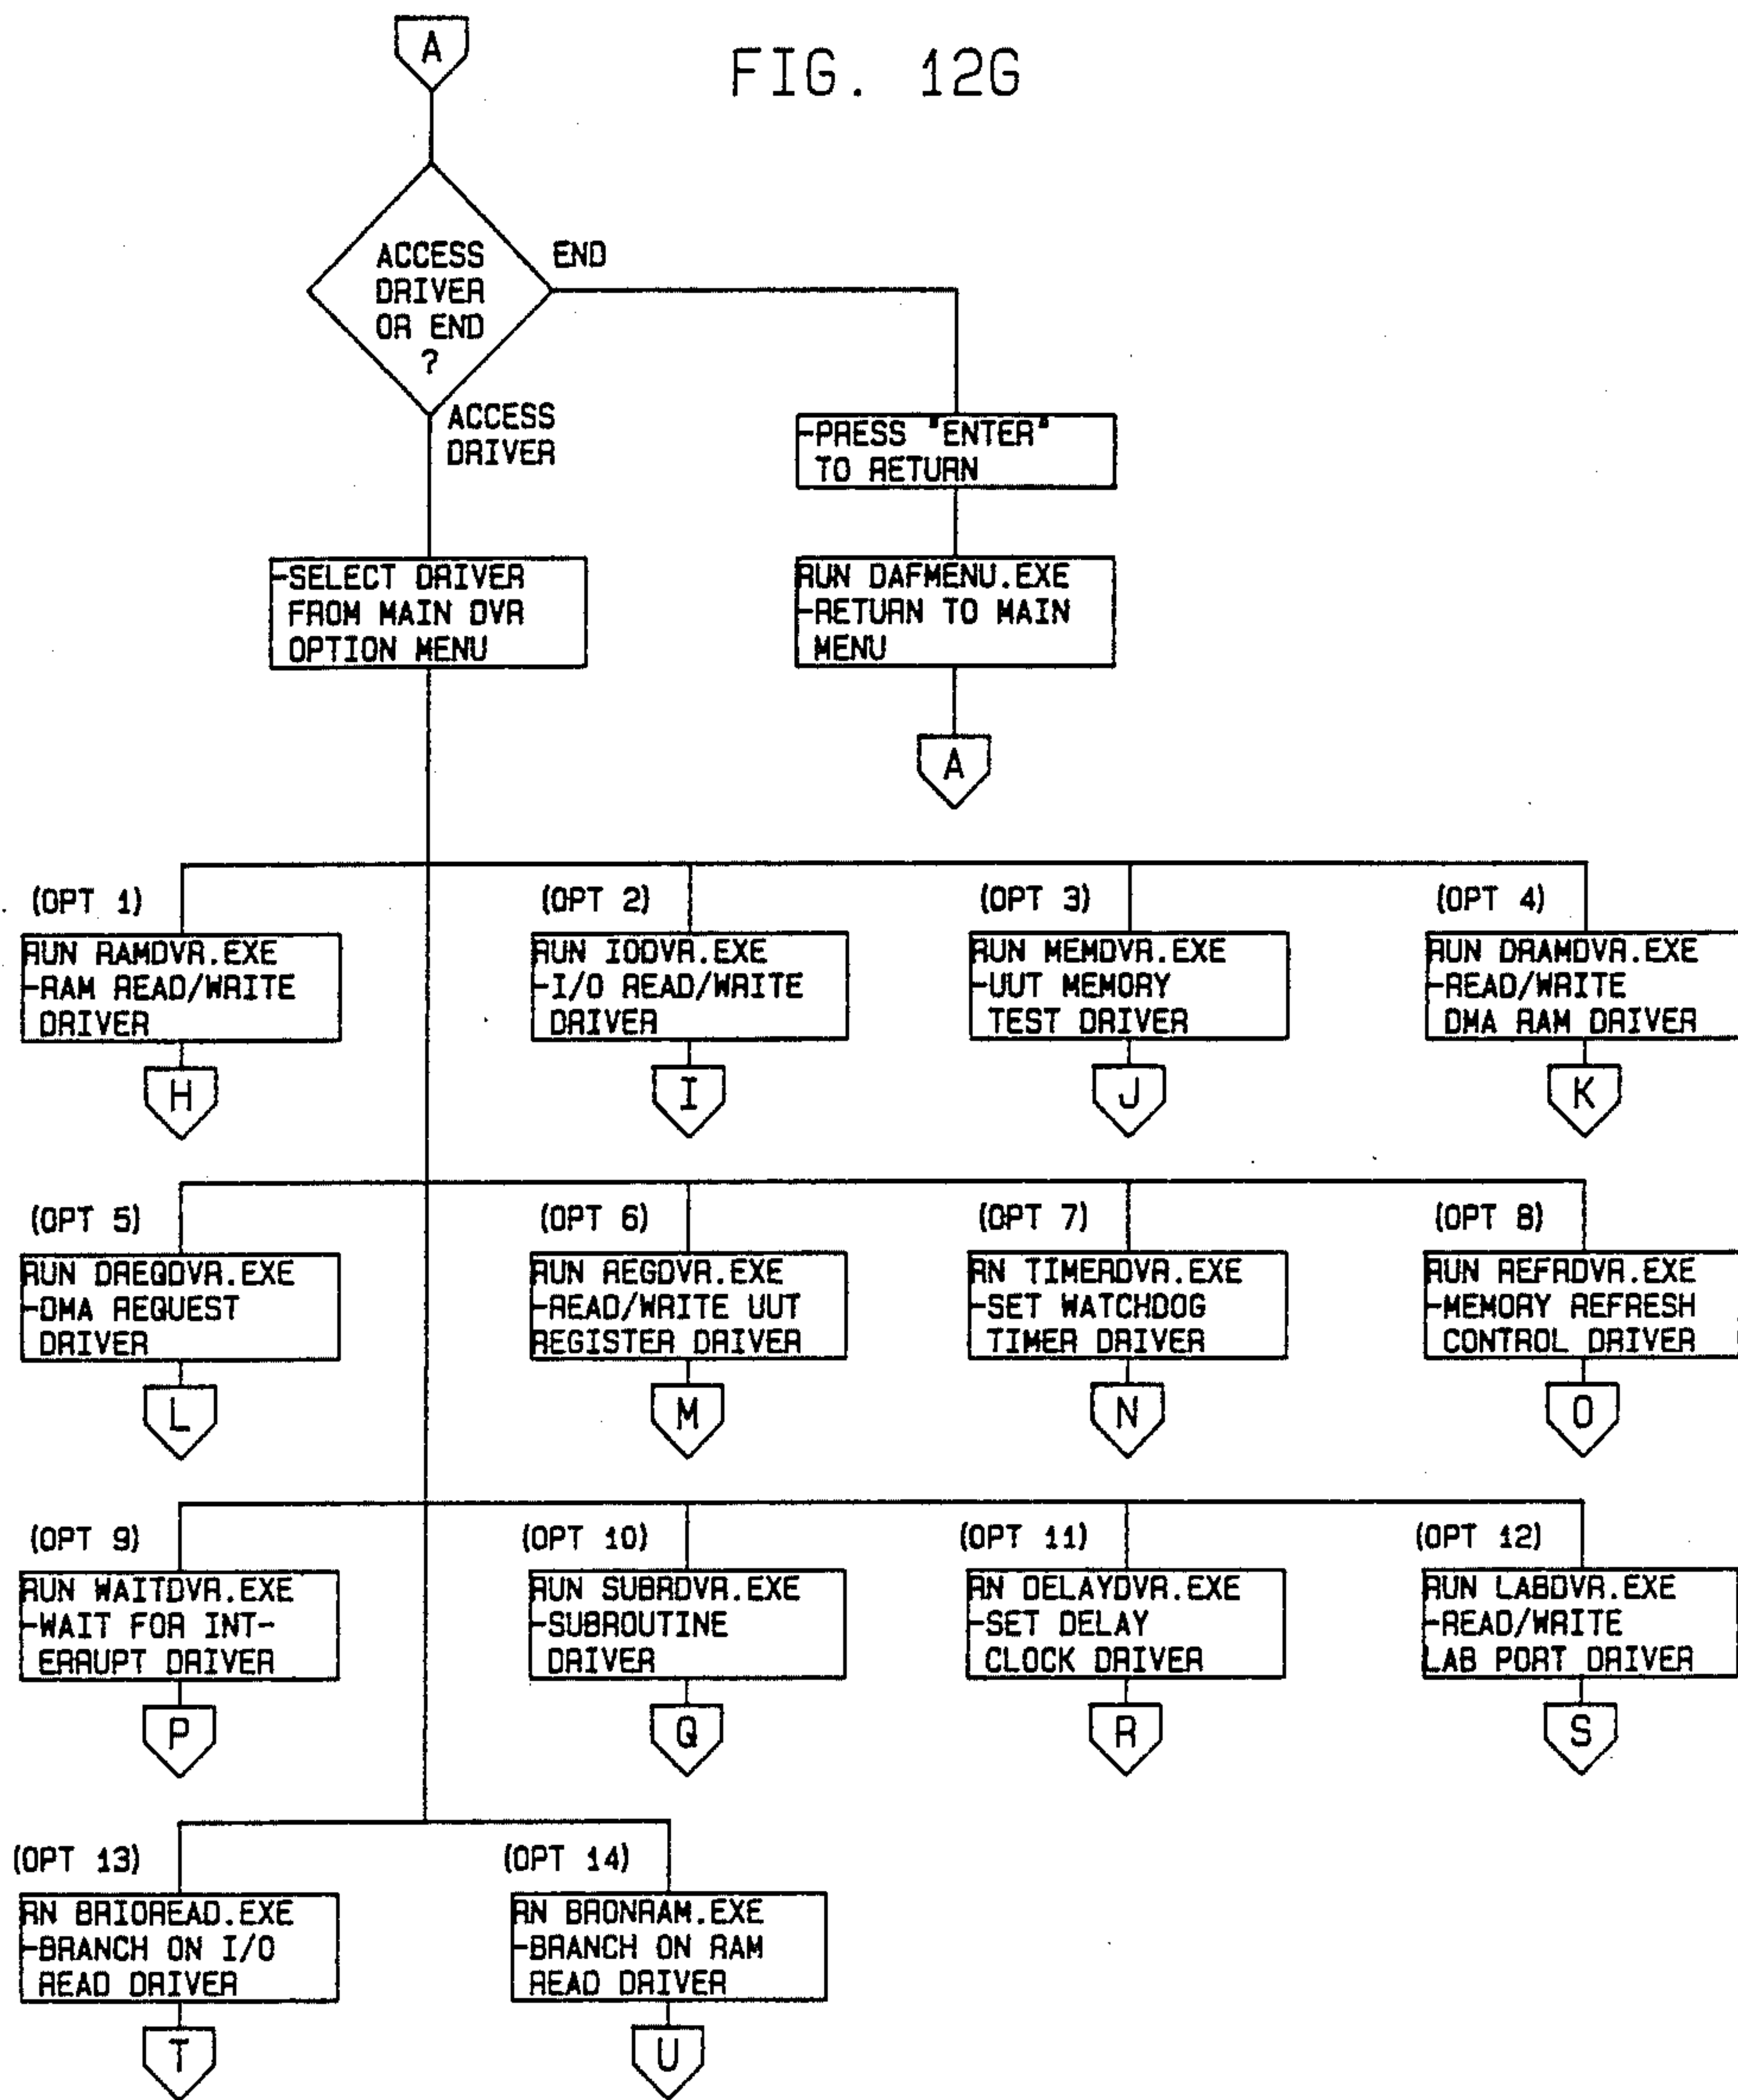 A
FIG. 12G
ACCESS
DRIVER
OR END
?
END
ACCESS
DRIVER
-PRESS "ENTER"
TO RETURN
-SELECT DRIVER
FROM MAIN DVR
OPTION MENU
RUN DAFMENU.EXE
-RETURN TO MAIN
MENU
A
(OPT 1)
RUN RAMDVR.EXE
-RAM READ/WRITE
DRIVER
H
(OPT 2)
RUN IODVR.EXE
-I/O READ/WRITE
DRIVER
I
(OPT 3)
RUN MEMDVR.EXE
-UUT MEMORY
TEST DRIVER
J
(OPT 4)
RUN DRAMDVR.EXE
-READ/WRITE
DMA RAM DRIVER
K
(OPT 5)
RUN DREQDVR.EXE
-DMA REQUEST
DRIVER
L
(OPT 6)
RUN REGDVR.EXE
-READ/WRITE UUT
REGISTER DRIVER
M
(OPT 7)
RN TIMERDVR.EXE
-SET WATCHDOG
TIMER DRIVER
N
(OPT 8)
RUN REFRDVR.EXE
-MEMORY REFRESH
CONTROL DRIVER
O
(OPT 9)
RUN WAITDVR.EXE
-WAIT FOR INT-
ERRUPT DRIVER
P
(OPT 10)
RUN SUBRDVR.EXE
-SUBROUTINE
DRIVER
Q
(OPT 11)
RN DELAYDVR.EXE
-SET DELAY
CLOCK DRIVER
R
(OPT 12)
RUN LABDVR.EXE
-READ/WRITE
LAB PORT DRIVER
S
(OPT 13)
RN BRIOREAD.EXE
-BRANCH ON I/O
READ DRIVER
T
(OPT 14)
RN BRONRAM.EXE
-BRANCH ON RAM
READ DRIVER
U